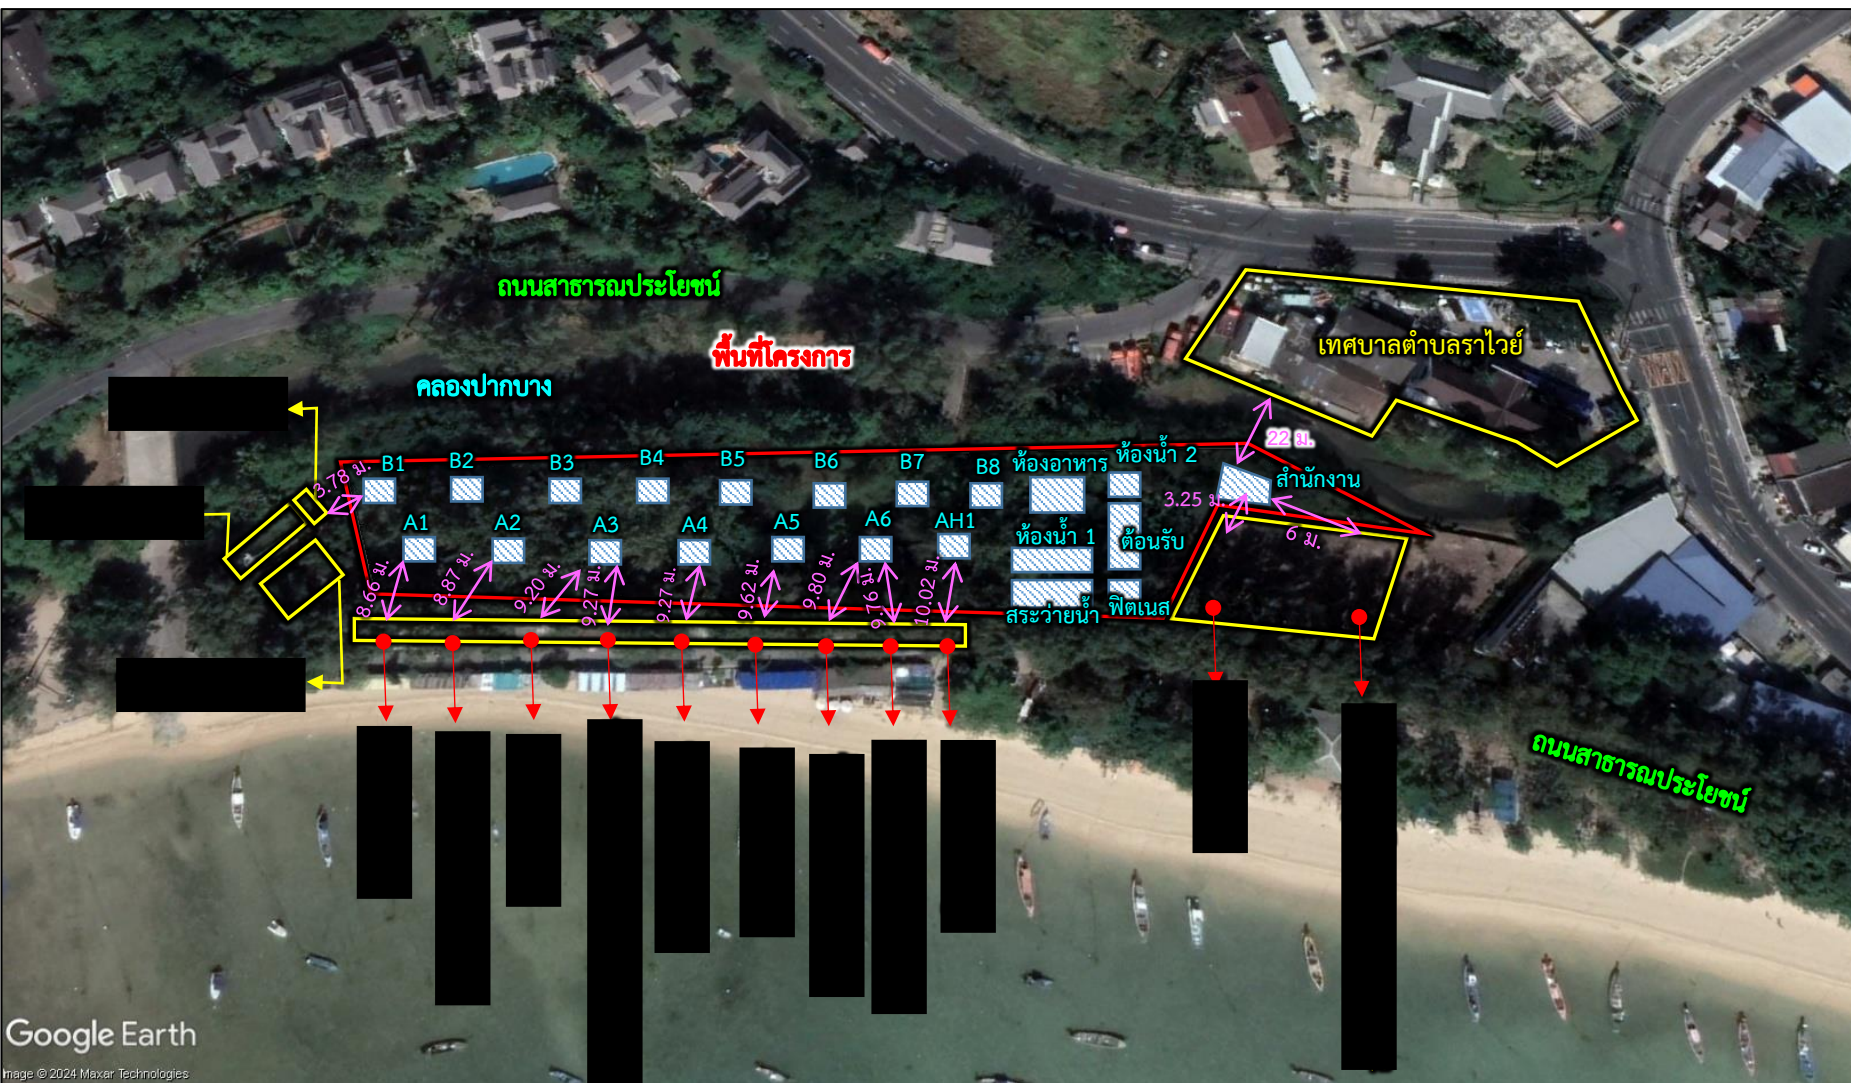 ถนนสาธารณประโยชน์
พื้นที่โครงการ
เทศบาลตำบลราไวย์
คลองปากบาง
22 ม.
3.78 ม.
B1
B2
B3
B4
B5
B6
B7
B8
ห้องอาหาร
ห้องน้ำ 2
สำนักงาน
3.25 ม
6 ม.
A1
A2
A3
A4
A5
A6
AH1
ห้องน้ำ 1
ต้อนรับ
8.66 ม.
8.87 ม.
9.20 ม.
9.27 ม.
9.27 ม.
9.62 ม.
9.80 ม.
9.76 ม.
10.02 ม.
สระว่ายน้ำ
ฟิตเนส
ถนนสาธารณประโยชน์
Google Earth
Image © 2024 Maxar Technologies